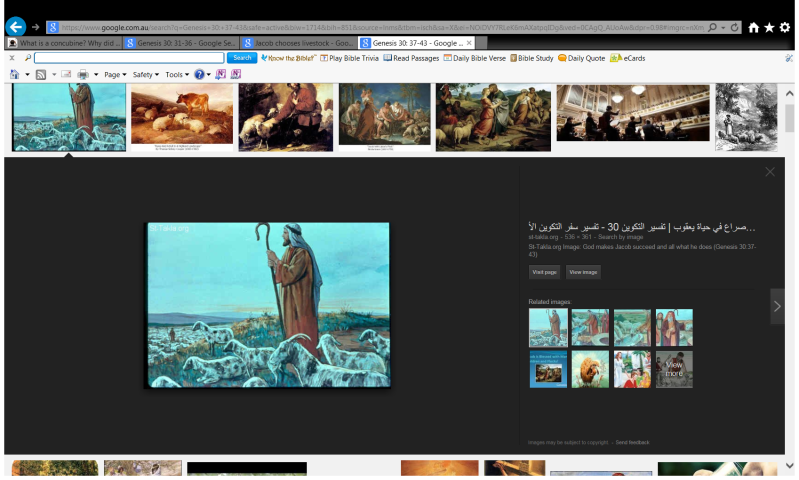 https://www.google.com.au/search?q=Genesis+30:+37-43&safe=active&biw=1714&bih=851&source=lnms&tbm=isch&sa=X&ei=
What is a concubine? Why did ...
Genesis 30: 31-36 - Google Se...
Jacob chooses livestock - Goo...
Genesis 30: 37-43 - Google ...
Search
Know the Bible?
Play Bible Trivia
Read Passages
Daily Bible Verse
Bible Study
Daily Quote
eCards
Page
Safety
Tools
St-Takla.org
...صراع في حياة يعقوب | تفسير التكوين 30 - تفسير سفر التكوين الأ
st-takla.org - 536 × 361 - Search by image
St-Takla.org Image: God makes Jacob succeed and all what he does (Genesis 30:37-
43)
Visit page
View image
Related images:
View
more
Images may be subject to copyright. - Send feedback